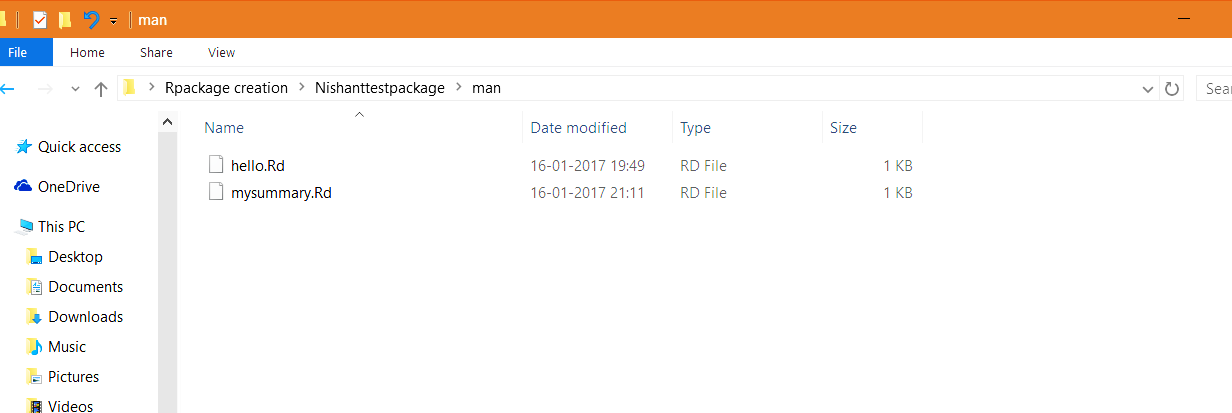 man
File Home Share View
Rpackage creation Nishanttestpackage man Sear
Name Date modified Type Size
Quick access
hello.Rd 16-01-2017 19:49 RD File 1 KB
OneDrive
mysummary.Rd 16-01-2017 21:11 RD File 1 KB
This PC
Desktop
Documents
Downloads
Music
Pictures
Videos